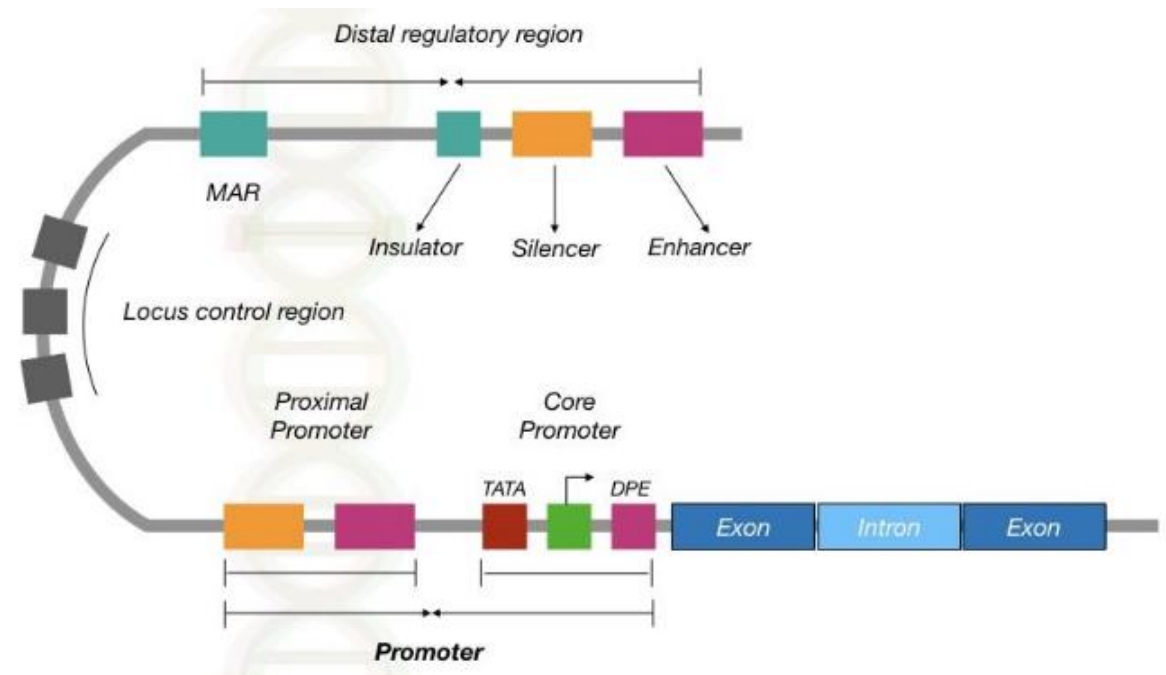 Distal regulatory region
MAR
Insulator
Silencer
Enhancer
Locus control region
Proximal
Promoter
Core
Promoter
TATA
DPE
Exon
Intron
Exon
Promoter